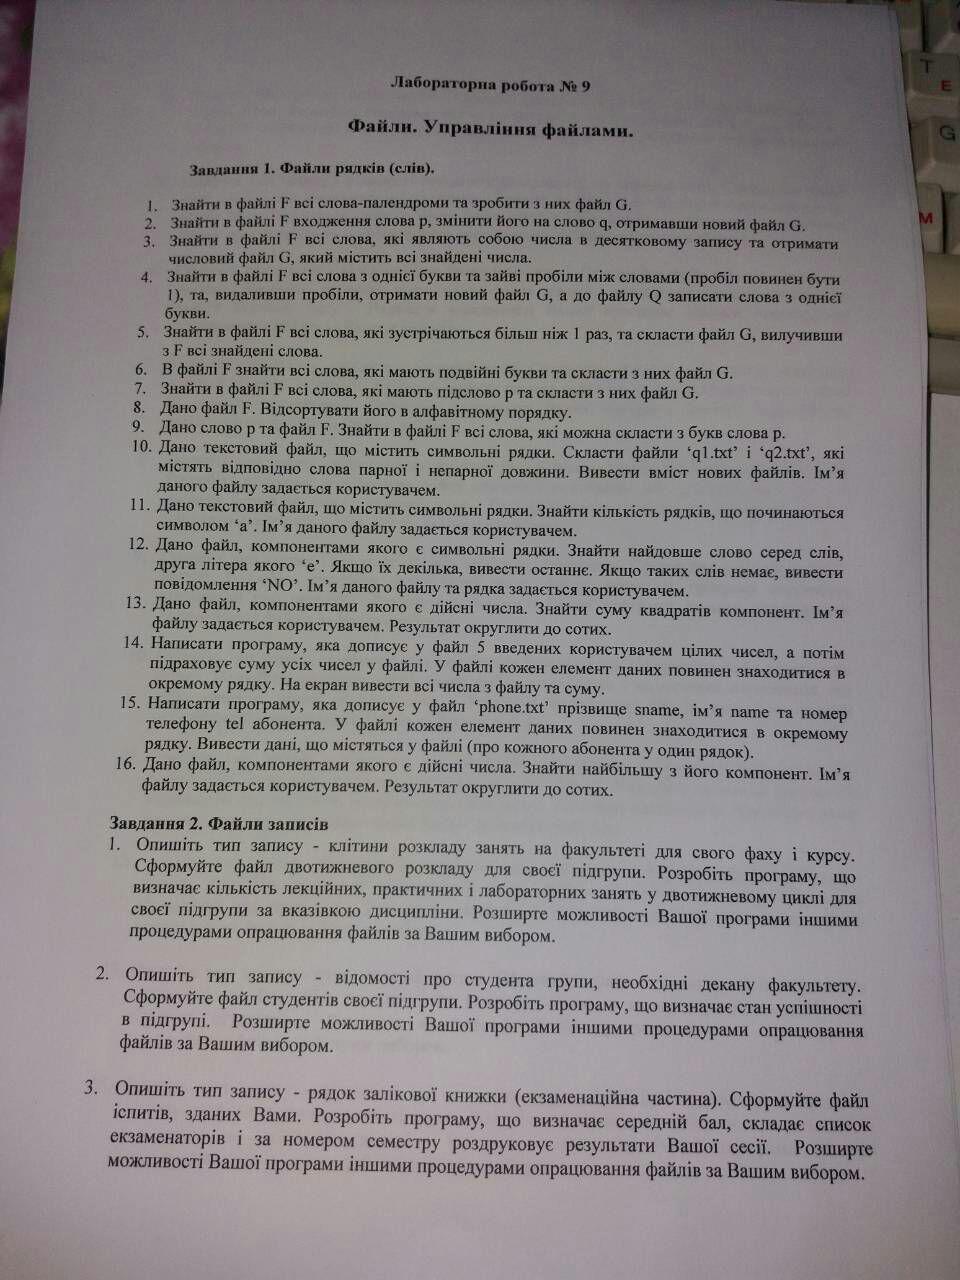 Лабораторна робота № 9
Файли. Управління файлами.
Завдання 1. Файли рядків (слів).
1. Знайти в файлі F всі слова-палендроми та зробити з них файл G.
2. Знайти в файлі F входження слова p, змінити його на слово q, отримавши новий файл G.
3. Знайти в файлі F всі слова, які являють собою числа в десятковому запису та отримати
числовий файл G, який містить всі знайдені числа.
4. Знайти в файлі F всі слова з однієї букви та зайві пробіли між словами (пробіл повинен бути
1), та, видаливши пробіли, отримати новий файл G, а до файлу Q записати слова з однієї
букви.
5. Знайти в файлі F всі слова, які зустрічаються більш ніж 1 раз, та скласти файл G, вилучивши
з F всі знайдені слова.
6. В файлі F знайти всі слова, які мають подвійні букви та скласти з них файл G.
7. Знайти в файлі F всі слова, які мають підслово p та скласти з них файл G.
8. Дано файл F. Відсортувати його в алфавітному порядку.
9. Дано слово p та файл F. Знайти в файлі F всі слова, які можна скласти з букв слова p.
10. Дано текстовий файл, що містить символьні рядки. Скласти файли ‘q1.txt’ і ‘q2.txt’, які
містять відповідно слова парної і непарної довжини. Вивести вміст нових файлів. Ім’я
даного файлу задається користувачем.
11. Дано текстовий файл, що містить символьні рядки. Знайти кількість рядків, що починаються
символом ‘a’. Ім’я даного файлу задається користувачем.
12. Дано файл, компонентами якого є символьні рядки. Знайти найдовше слово серед слів,
друга літера якого ‘e’. Якщо їх декілька, вивести останнє. Якщо таких слів немає, вивести
повідомлення ‘NO’. Ім’я даного файлу та рядка задається користувачем.
13. Дано файл, компонентами якого є дійсні числа. Знайти суму квадратів компонент. Ім’я
файлу задається користувачем. Результат округлити до сотих.
14. Написати програму, яка дописує у файл 5 введених користувачем цілих чисел, а потім
підраховує суму усіх чисел у файлі. У файлі кожен елемент даних повинен знаходитися в
окремому рядку. На екран вивести всі числа з файлу та суму.
15. Написати програму, яка дописує у файл ‘phone.txt’ прізвище sname, ім’я name та номер
телефону tel абонента. У файлі кожен елемент даних повинен знаходитися в окремому
рядку. Вивести дані, що містяться у файлі (про кожного абонента у один рядок).
16. Дано файл, компонентами якого є дійсні числа. Знайти найбільшу з його компонент. Ім’я
файлу задається користувачем. Результат округлити до сотих.
Завдання 2. Файли записів
1. Опишіть тип запису - клітини розкладу занять на факультеті для свого фаху і курсу.
Сформуйте файл двотижневого розкладу для своєї підгрупи. Розробіть програму, що
визначає кількість лекційних, практичних і лабораторних занять у двотижневому циклі для
своєї підгрупи за вказівкою дисципліни. Розширте можливості Вашої програми іншими
процедурами опрацювання файлів за Вашим вибором.
2. Опишіть тип запису - відомості про студента групи, необхідні декану факультету.
Сформуйте файл студентів своєї підгрупи. Розробіть програму, що визначає стан успішності
в підгрупі. Розширте можливості Вашої програми іншими процедурами опрацювання
файлів за Вашим вибором.
3. Опишіть тип запису - рядок залікової книжки (екзаменаційна частина). Сформуйте файл
іспитів, зданих Вами. Розробіть програму, що визначає середній бал, складає список
екзаменаторів і за номером семестру роздруковує результати Вашої сесії. Розширте
можливості Вашої програми іншими процедурами опрацювання файлів за Вашим вибором.
T
E
G
M